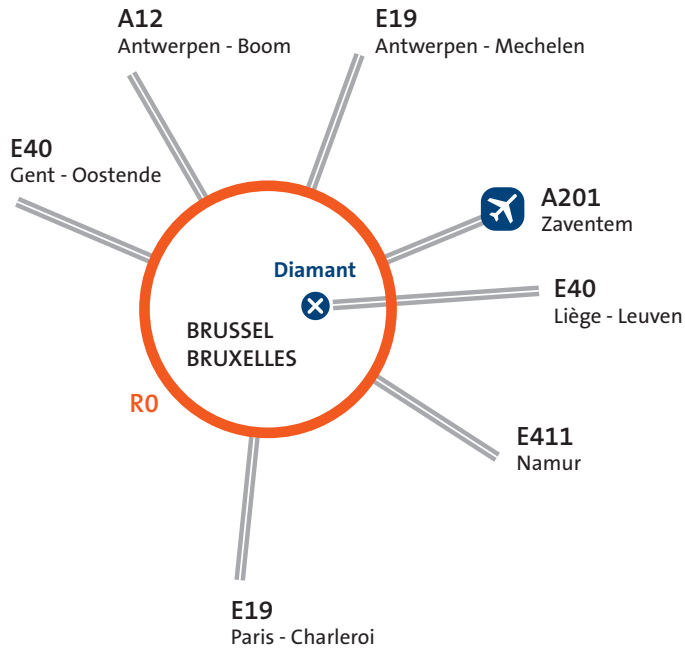 A12
Antwerpen - Boom
E19
Antwerpen - Mechelen
E40
Gent - Oostende
A201
Zaventem
Diamant
E40
Liège - Leuven
BRUSSEL
BRUXELLES
R0
E411
Namur
E19
Paris - Charleroi